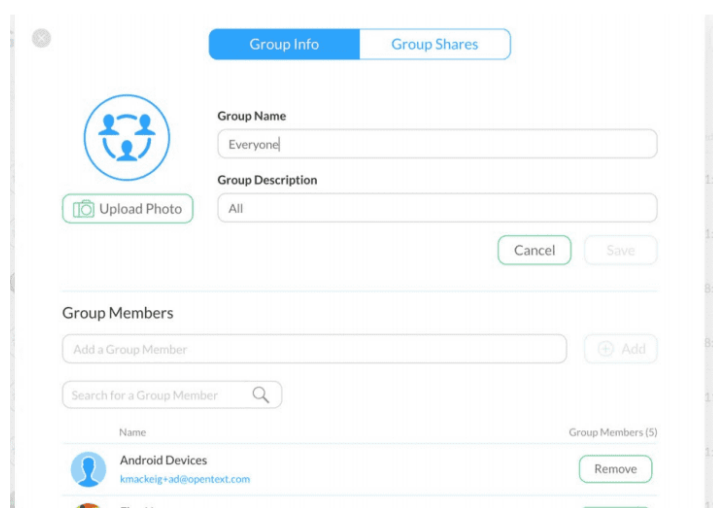 Group Info
Group Shares
Group Name
Everyone
Group Description
All
Upload Photo
Cancel
Save
Group Members
Add a Group Member
Add
Search for a Group Member
Name
Group Members (5)
Android Devices
kmackeig+ad@opentext.com
Remove